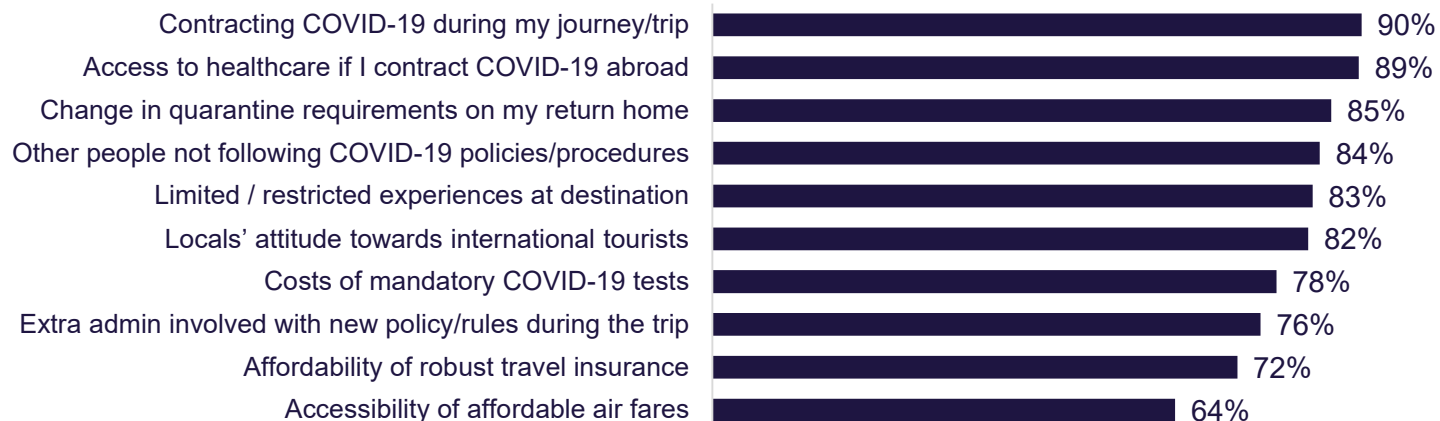 Contracting COVID-19 during my journey/trip 90%
Access to healthcare if I contract COVID-19 abroad 89%
Change in quarantine requirements on my return home 85%
Other people not following COVID-19 policies/procedures 84%
Limited / restricted experiences at destination 83%
Locals’ attitude towards international tourists 82%
Costs of mandatory COVID-19 tests 78%
Extra admin involved with new policy/rules during the trip 76%
Affordability of robust travel insurance 72%
Accessibility of affordable air fares 64%